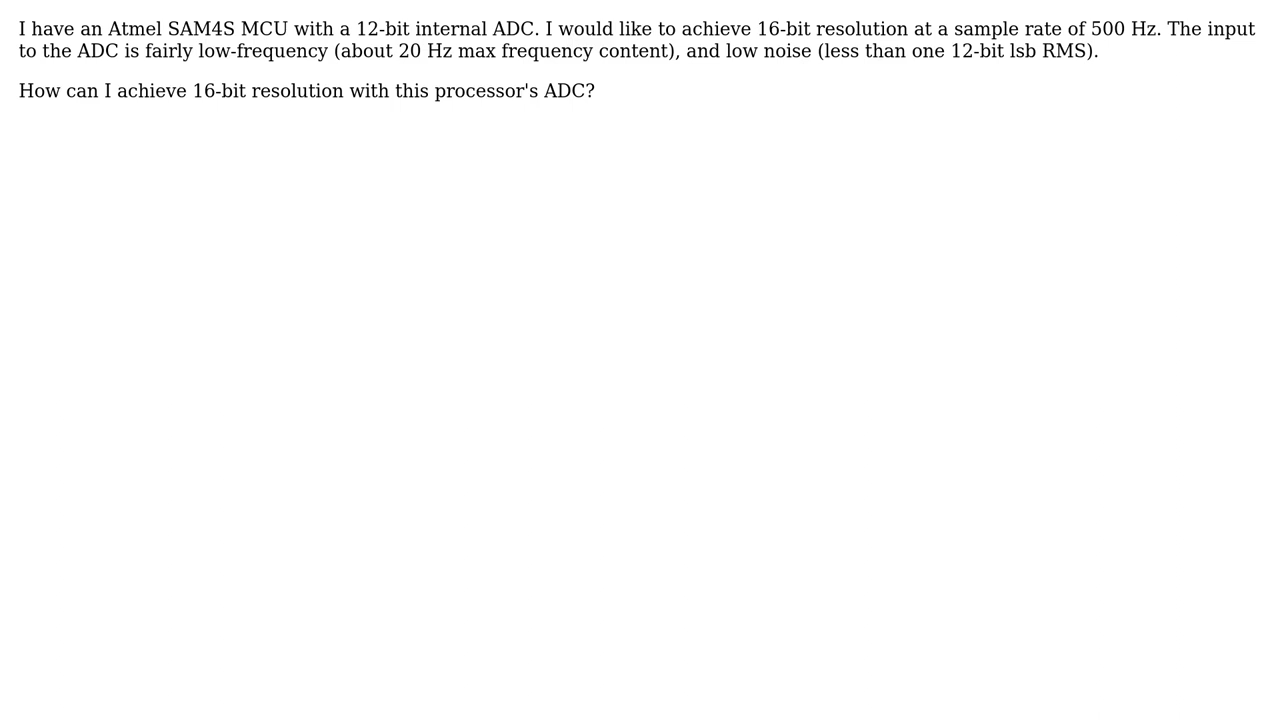 I have an Atmel SAM4S MCU with a 12-bit internal ADC. I would like to achieve 16-bit resolution at a sample rate of 500 Hz. The input
to the ADC is fairly low-frequency (about 20 Hz max frequency content), and low noise (less than one 12-bit lsb RMS).
How can I achieve 16-bit resolution with this processor's ADC?